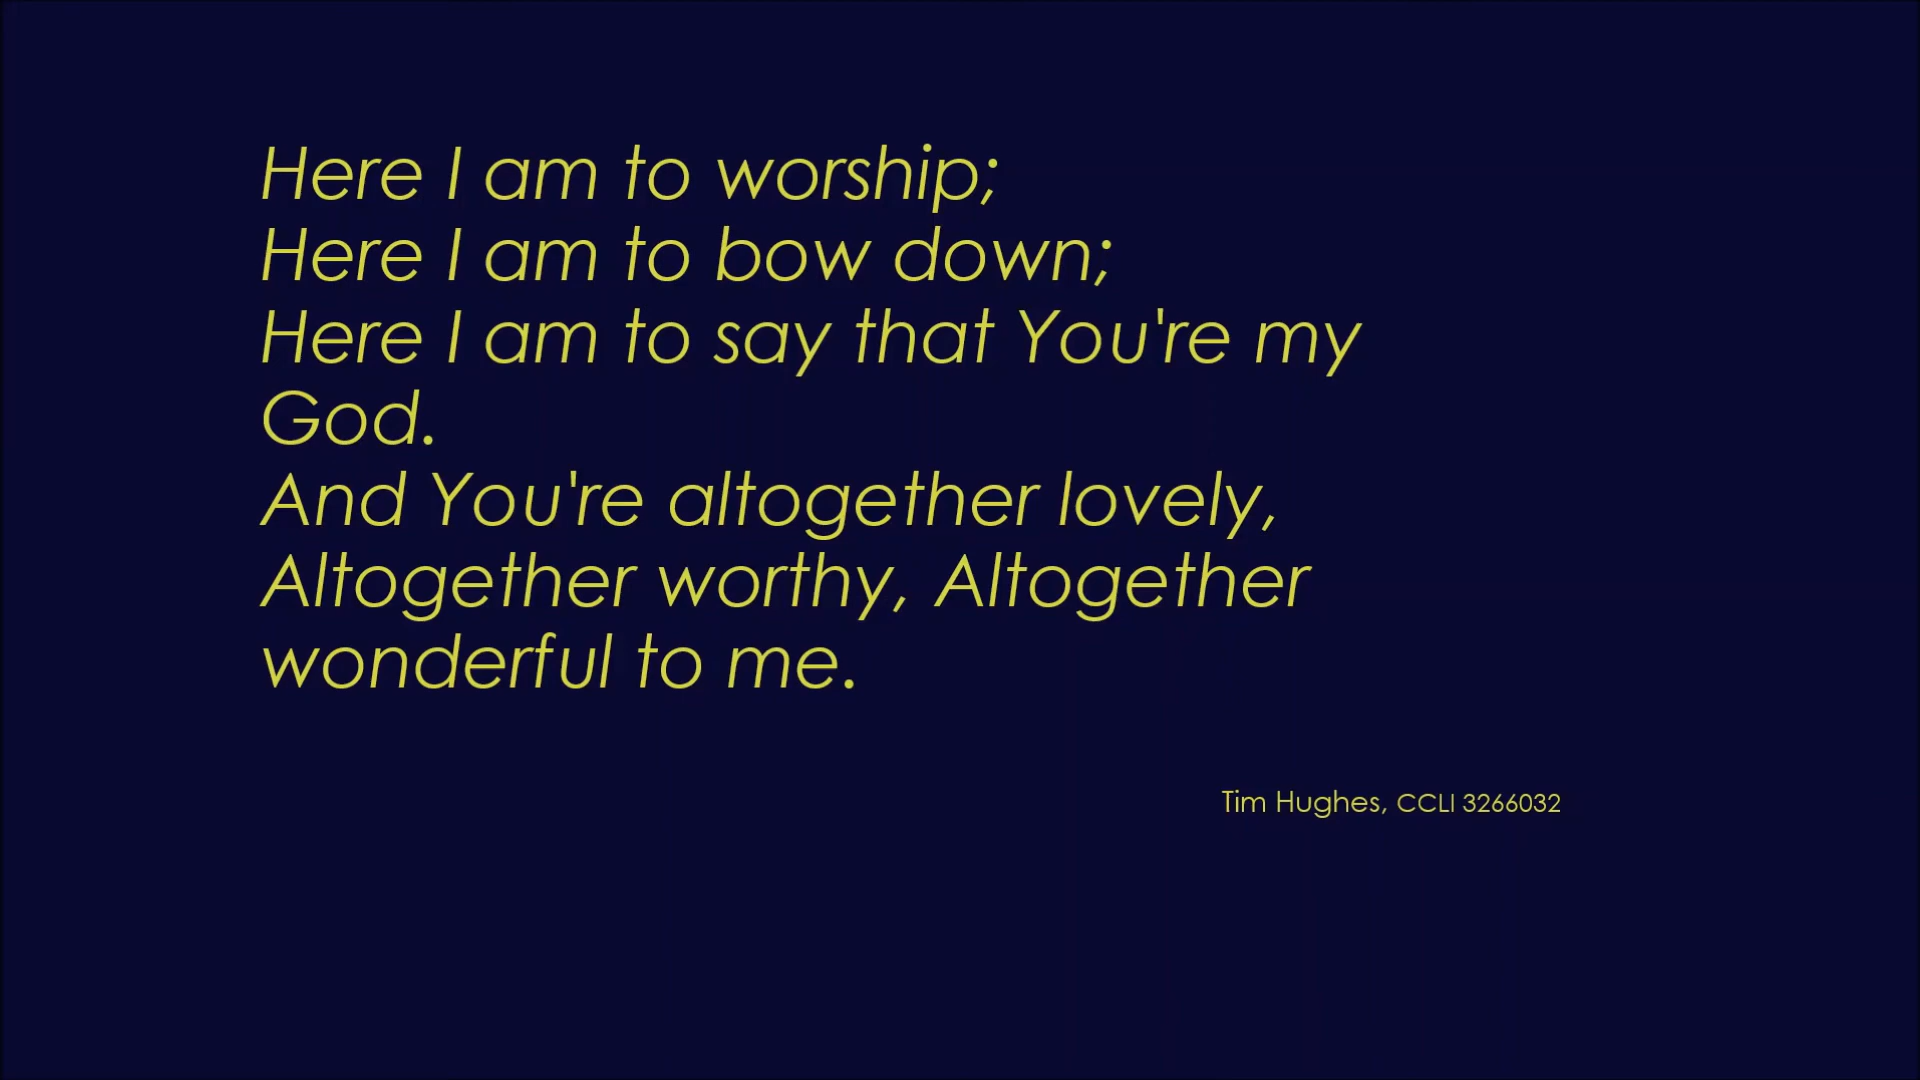 Here I am to worship;
Here I am to bow down;
Here I am to say that You're my
God.
And You're altogether lovely,
Altogether worthy, Altogether
wonderful to me.
Tim Hughes, CCLI 3266032